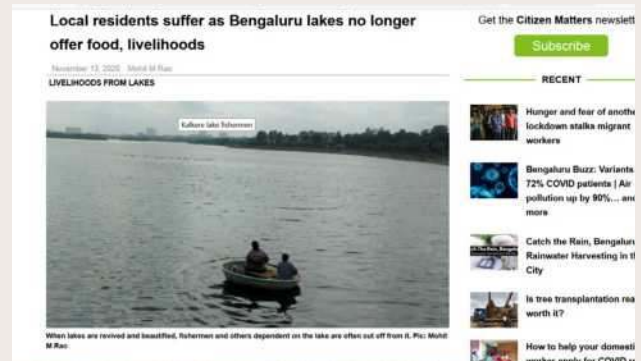 Local residents suffer as Bengaluru lakes no longer
offer food, livelihoods
November 13, 2020 Mohit M Rao
LIVELIHOODS FROM LAKES
Kalkere lake fishermen
When lakes are revived and beautified, fishermen and others dependent on the lake are often cut off from it. Pic: Mohit
M Rao
Get the Citizen Matters newslett
Subscribe
RECENT
Hunger and fear of anothe
lockdown stalks migrant
workers
Bengaluru Buzz: Variants
72% COVID patients | Air
pollution up by 90%... and
more
Catch the Rain, Bengalur
Rainwater Harvesting in t
City
Is tree transplantation rea
worth it?
How to help your domesti
worker apply for COVID r